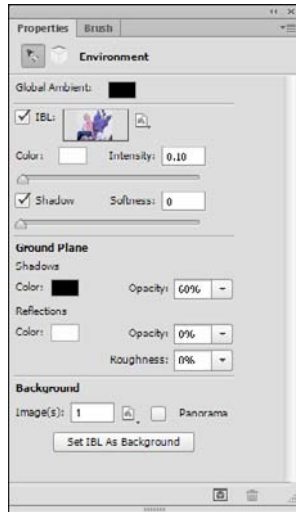 Properties Brush
Environment
Global Ambient:
IBL:
Color: Intensity: 0.10
Shadow Softness: 0
Ground Plane
Shadows
Color: Opacity: 60%
Reflections
Color: Opacity: 0%
Roughness: 0%
Background
Image(s): 1 Panorama
Set IBL As Background